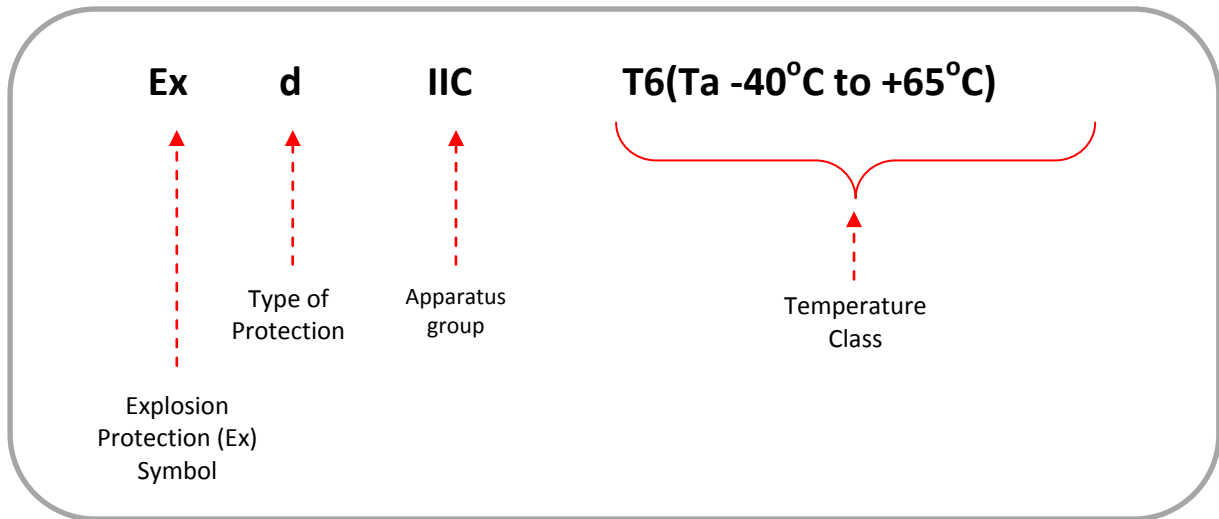 Ex d IIC T6(Ta -40°C to +65°C)
Type of
Protection
Apparatus
group
Temperature
Class
Explosion
Protection (Ex)
Symbol